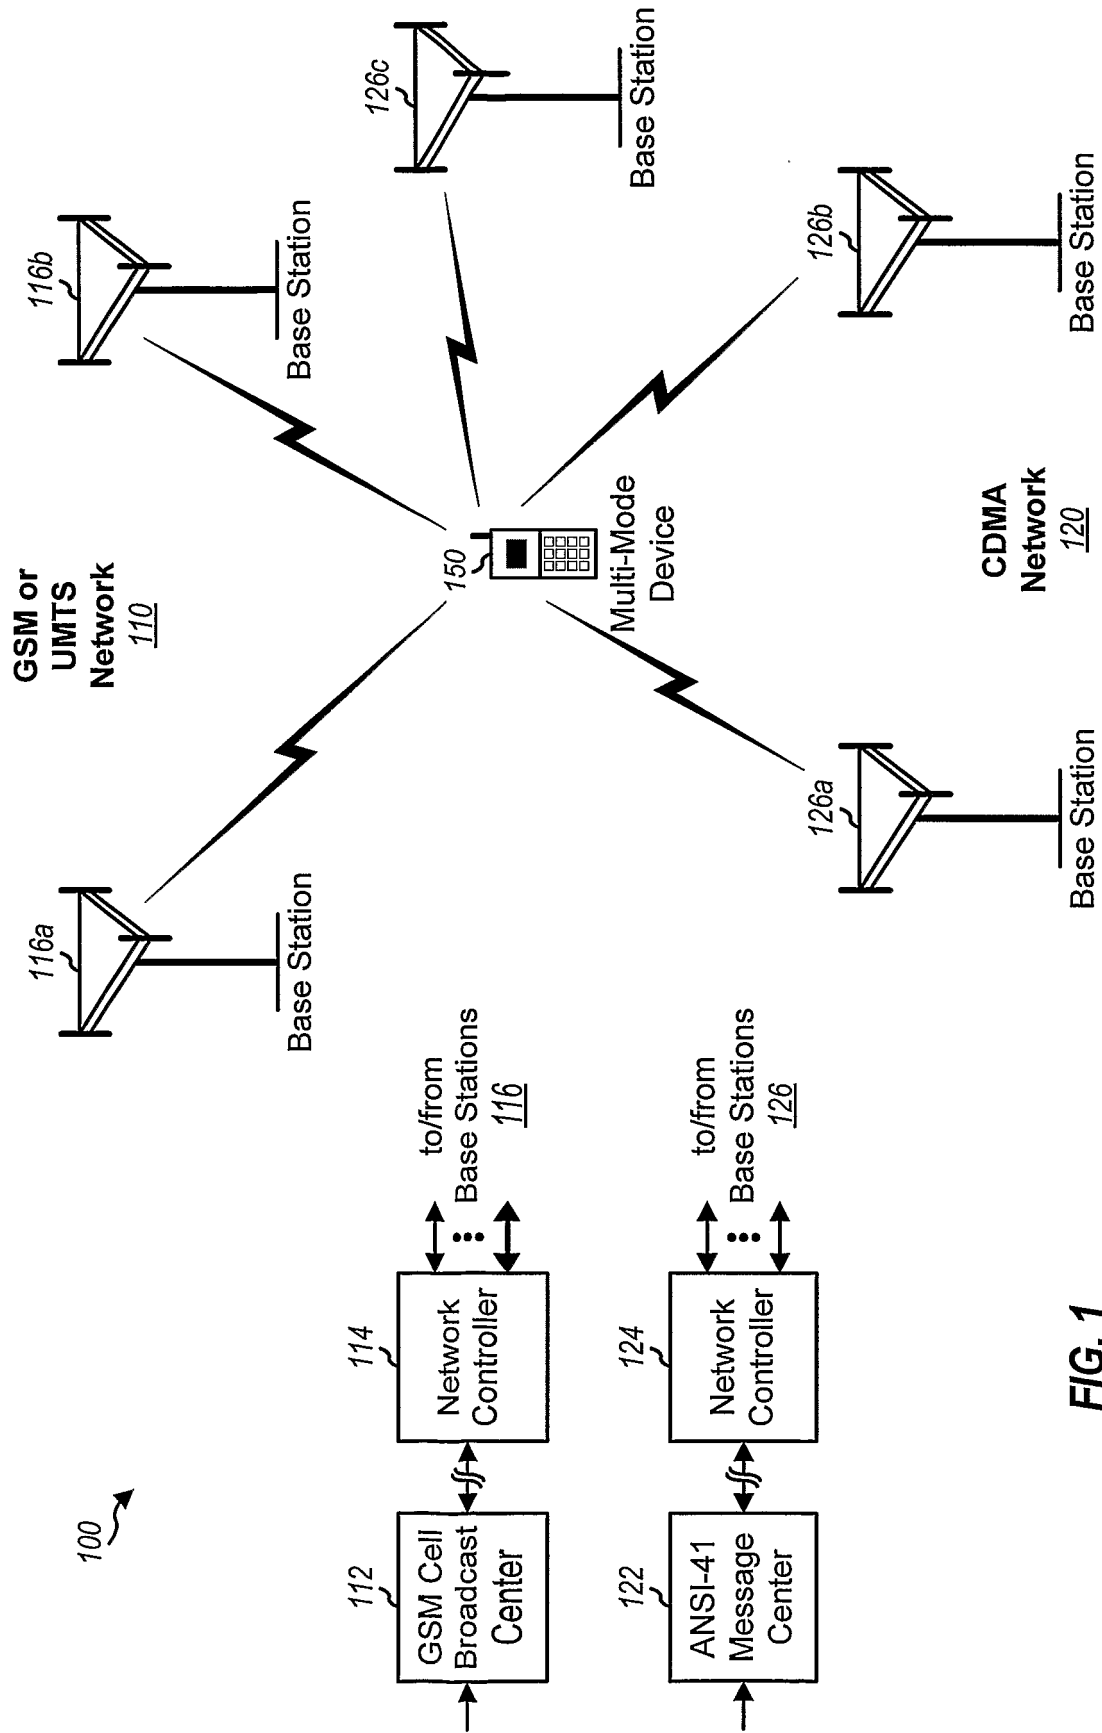 100
112
GSM Cell
Broadcast
Center
114
Network
Controller
to/from
Base Stations
116
122
ANSI-41
Message
Center
124
Network
Controller
to/from
Base Stations
126
116a
Base Station
GSM or
UMTS
Network
110
116b
Base Station
126c
Base Station
150
Multi-Mode
Device
126a
Base Station
CDMA
Network
120
126b
Base Station
FIG. 1